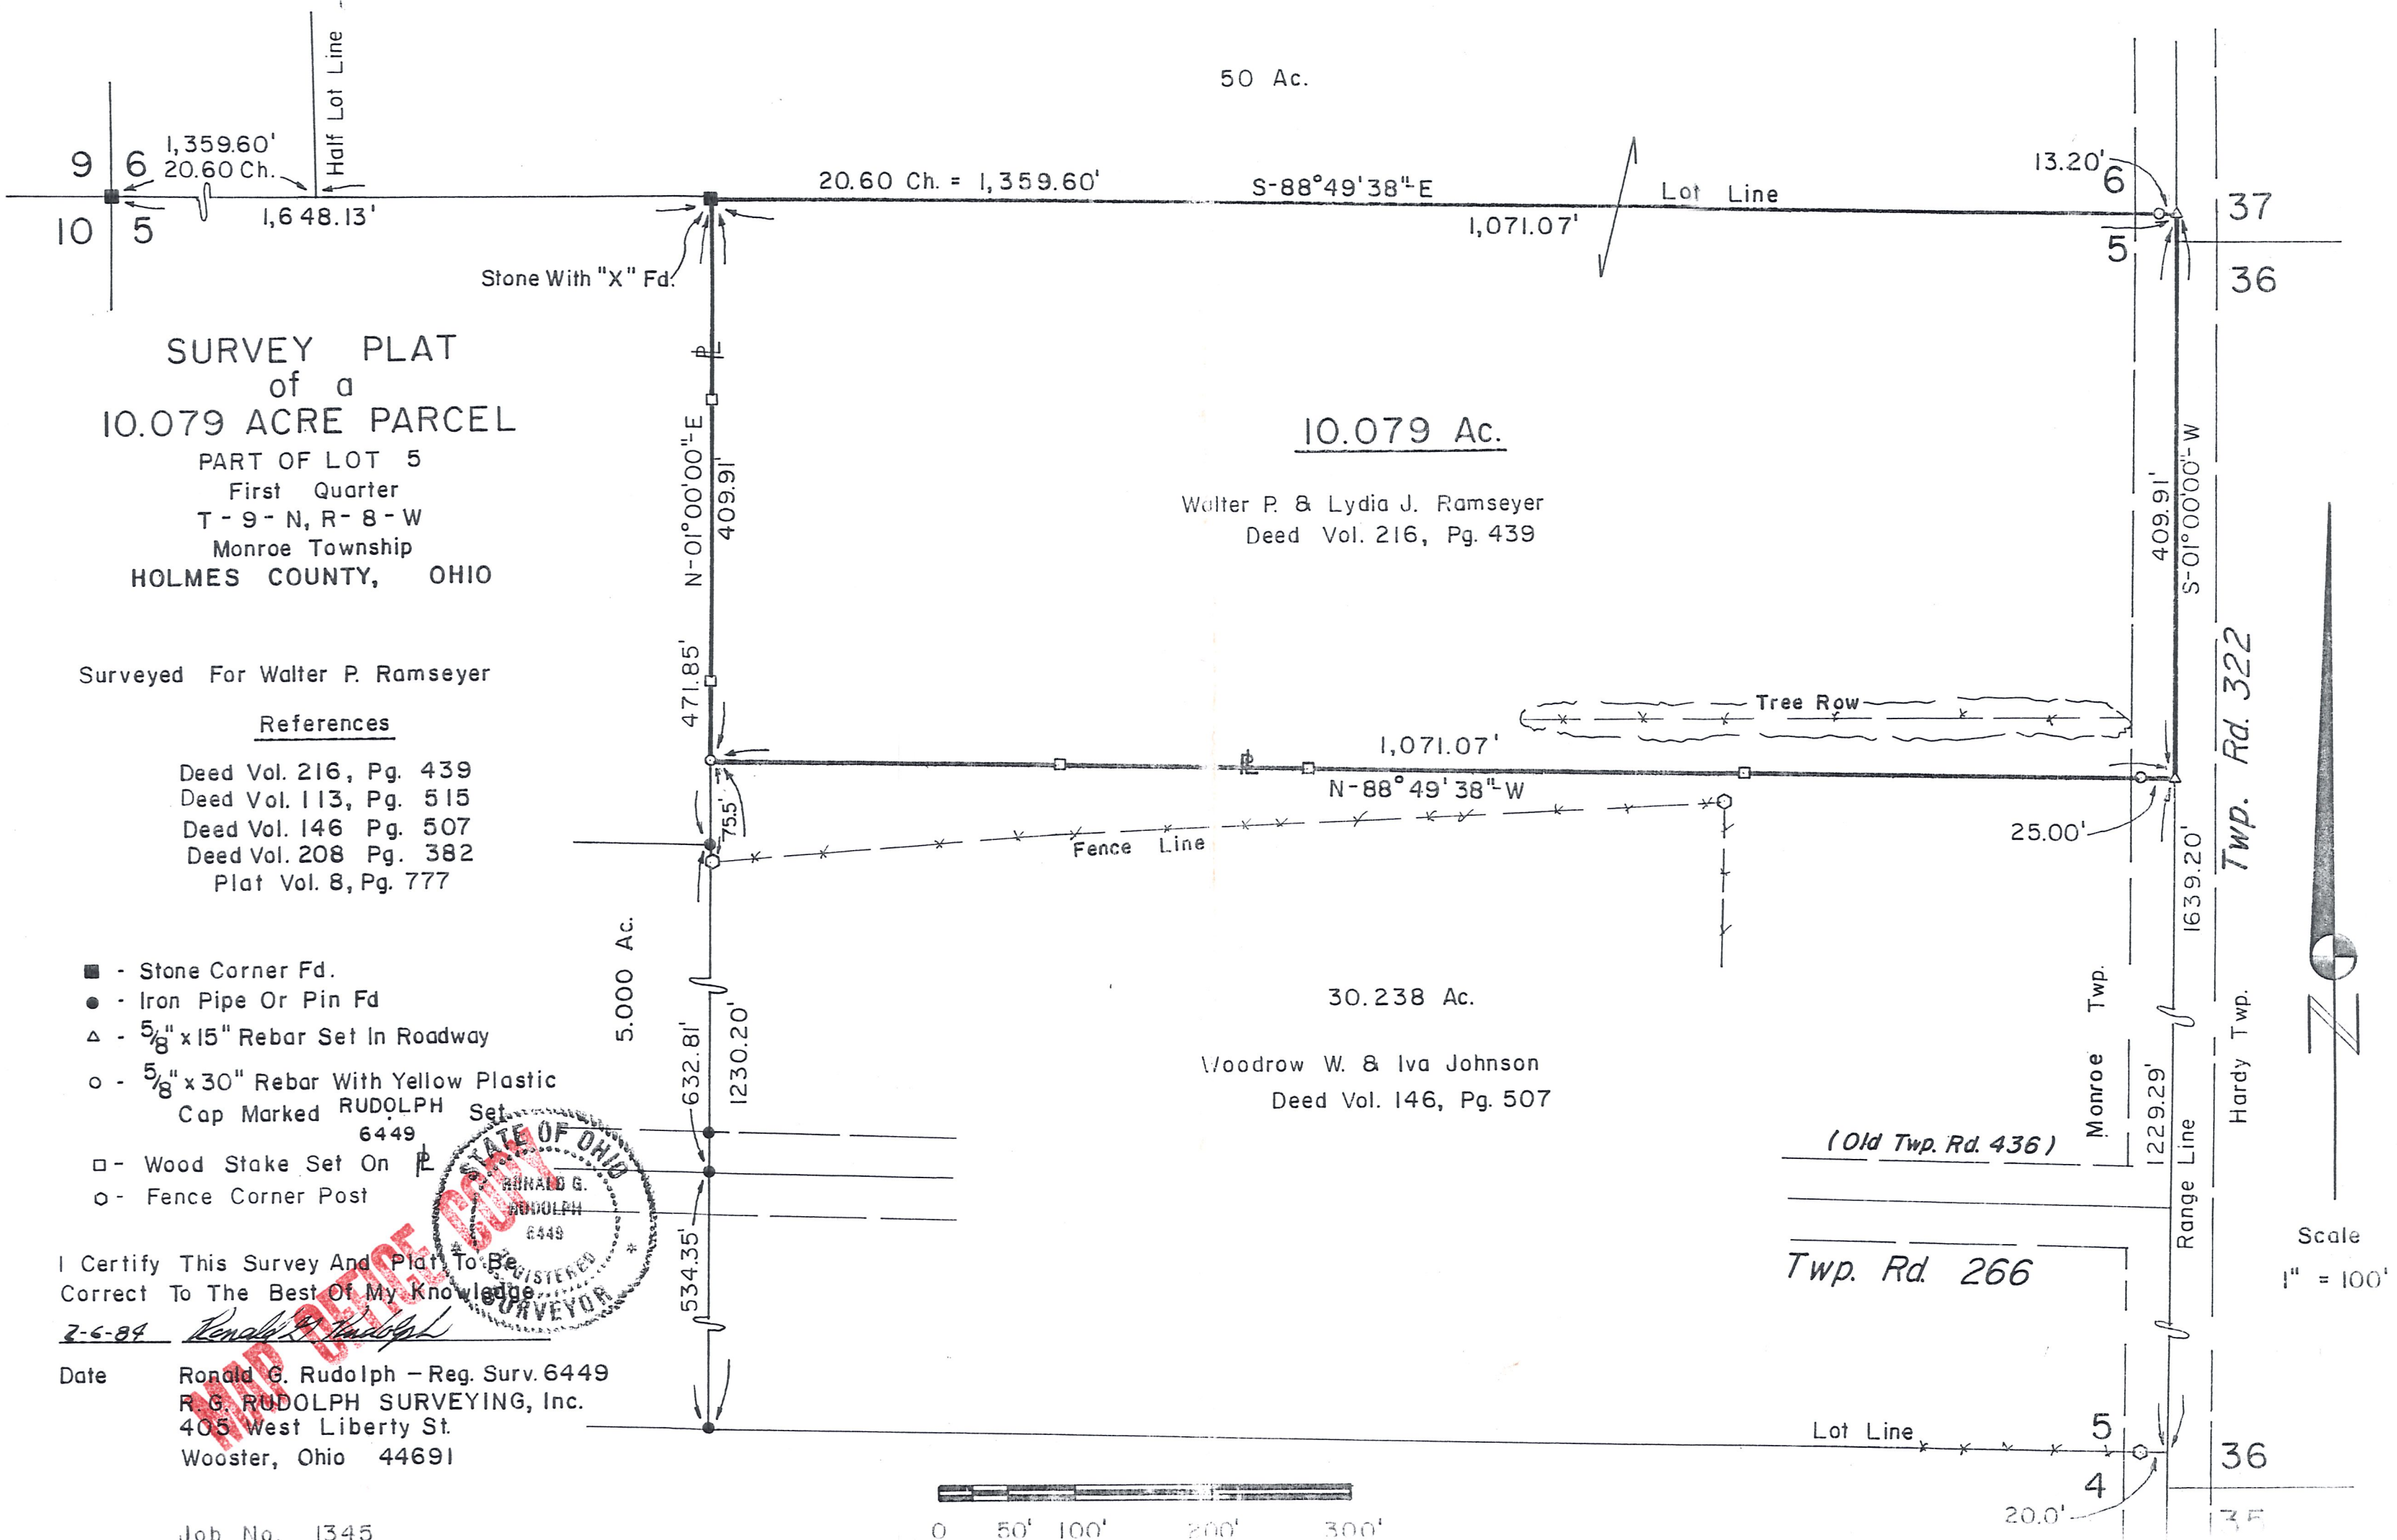 50 Ac.
Half Lot Line
1,359.60'
20.60 Ch.
9 6
10 5
1,648.13'
20.60 Ch. = 1,359.60'
S-88°49'38"-E
1,071.07'
Lot Line
13.20'
6
5
37
36
Stone With "X" Fd.
SURVEY PLAT
of a
10.079 ACRE PARCEL
PART OF LOT 5
First Quarter
T-9-N, R-8-W
Monroe Township
HOLMES COUNTY, OHIO
Surveyed For Walter P. Ramseyer
References
Deed Vol. 216, Pg. 439
Deed Vol. 113, Pg. 515
Deed Vol. 146 Pg. 507
Deed Vol. 208 Pg. 382
Plat Vol. 8, Pg. 777
PL
N-01°00'00"-E
409.91'
471.85'
10.079 Ac.
Walter P. & Lydia J. Ramseyer
Deed Vol. 216, Pg. 439
409.91'
S-01°00'00"-W
Tree Row
1,071.07'
PL
N-88°49'38"-W
75.5'
Fence Line
25.00'
Twp. Rd. 322
1639.20'
5.000 Ac.
632.81'
1230.20'
534.35'
30.238 Ac.
Woodrow W. & Iva Johnson
Deed Vol. 146, Pg. 507
Monroe Twp.
Hardy Twp.
1229.29'
Range Line
(Old Twp. Rd. 436)
Twp. Rd. 266
N
Scale
1" = 100'
■ - Stone Corner Fd.
● - Iron Pipe Or Pin Fd
△ - 5/8" x 15" Rebar Set In Roadway
○ - 5/8" x 30" Rebar With Yellow Plastic
Cap Marked RUDOLPH Set
6449
□ - Wood Stake Set On PL
⬡ - Fence Corner Post
STATE OF OHIO
RONALD G.
RUDOLPH
6449
REGISTERED
SURVEYOR
MAP OFFICE COPY
I Certify This Survey And Plat To Be
Correct To The Best Of My Knowledge
2-6-84 Ronald G. Rudolph
Date
Ronald G. Rudolph - Reg. Surv. 6449
R.G. RUDOLPH SURVEYING, Inc.
405 West Liberty St.
Wooster, Ohio 44691
Job No. 1345
Lot Line
5
4
36
35
20.0'
0 50' 100' 200' 300'